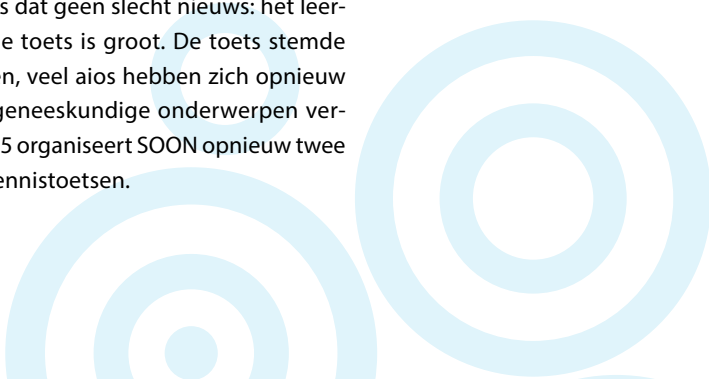 s dat geen slecht nieuws: het leer-
e toets is groot. De toets stemde
en, veel aios hebben zich opnieuw
geneeskundige onderwerpen ver-
5 organiseert SOON opnieuw twee
ennistoetsen.